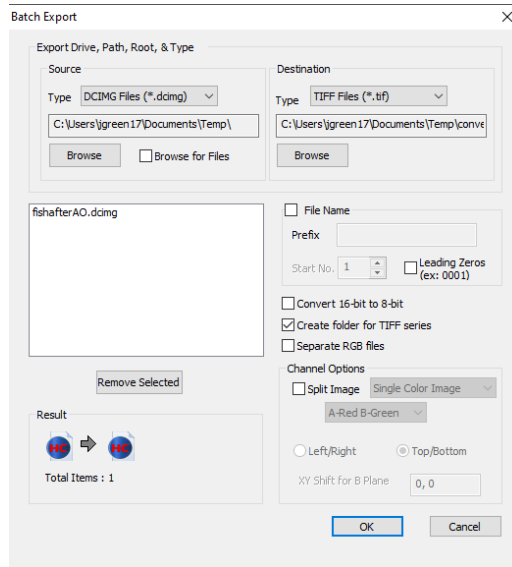 Batch Export
Export Drive, Path, Root, & Type
Source
Type DCIMG Files (*.dcimg)
C:\Users\jgreen17\Documents\Temp\
Browse Browse for Files
Destination
Type TIFF Files (*.tif)
C:\Users\jgreen17\Documents\Temp\conve
Browse
fishafterAO.dcimg
Remove Selected
Result
HC HC
Total Items : 1
File Name
Prefix
Start No. 1 Leading Zeros
(ex: 0001)
Convert 16-bit to 8-bit
Create folder for TIFF series
Separate RGB files
Channel Options
Split Image Single Color Image
A-Red B-Green
Left/Right Top/Bottom
XY Shift for B Plane 0, 0
OK Cancel